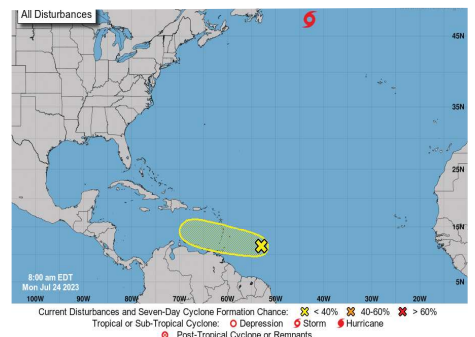 All Disturbances
45N
35N
25N
15N
5N
8:00 am EDT
Mon Jul 24 2023
100W 90W 80W 70W 60W 50W 40W 30W 20W
Current Disturbances and Seven-Day Cyclone Formation Chance: < 40% 40-60% > 60%
Tropical or Sub-Tropical Cyclone: Depression Storm Hurricane
Post-Tropical Cyclone or Remnants